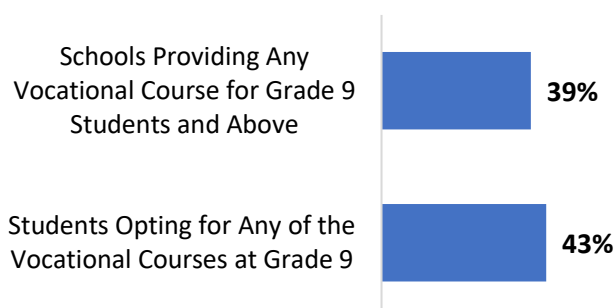 Schools Providing Any
Vocational Course for Grade 9
Students and Above
39%
Students Opting for Any of the
Vocational Courses at Grade 9
43%